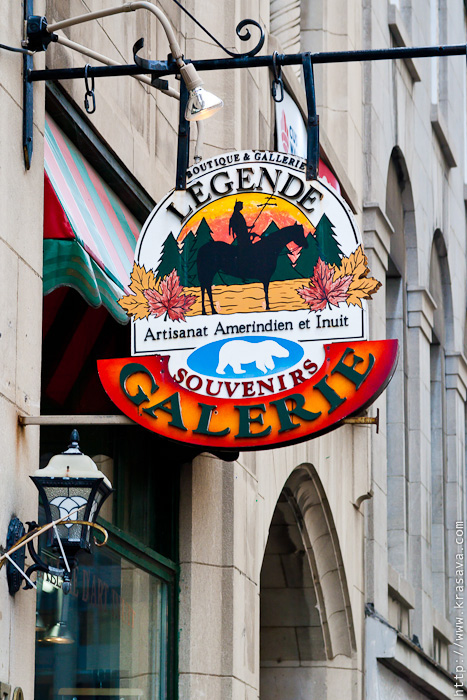 BOUTIQUE & GALLERIE
LEGENDE
Artisanat Amerindien et Inuit
SOUVENIRS
GALERIE
http://www.krasava.com